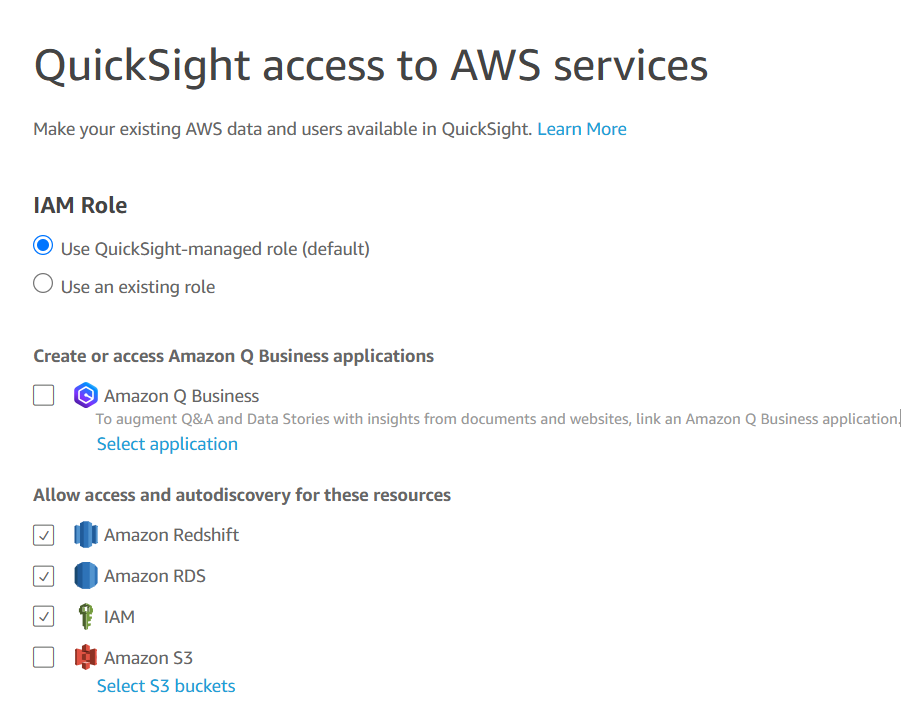 QuickSight access to AWS services
Make your existing AWS data and users available in QuickSight. Learn More
IAM Role
Use QuickSight-managed role (default)
Use an existing role
Create or access Amazon Q Business applications
Amazon Q Business
To augment Q&A and Data Stories with insights from documents and websites, link an Amazon Q Business application.
Select application
Allow access and autodiscovery for these resources
Amazon Redshift
Amazon RDS
IAM
Amazon S3
Select S3 buckets